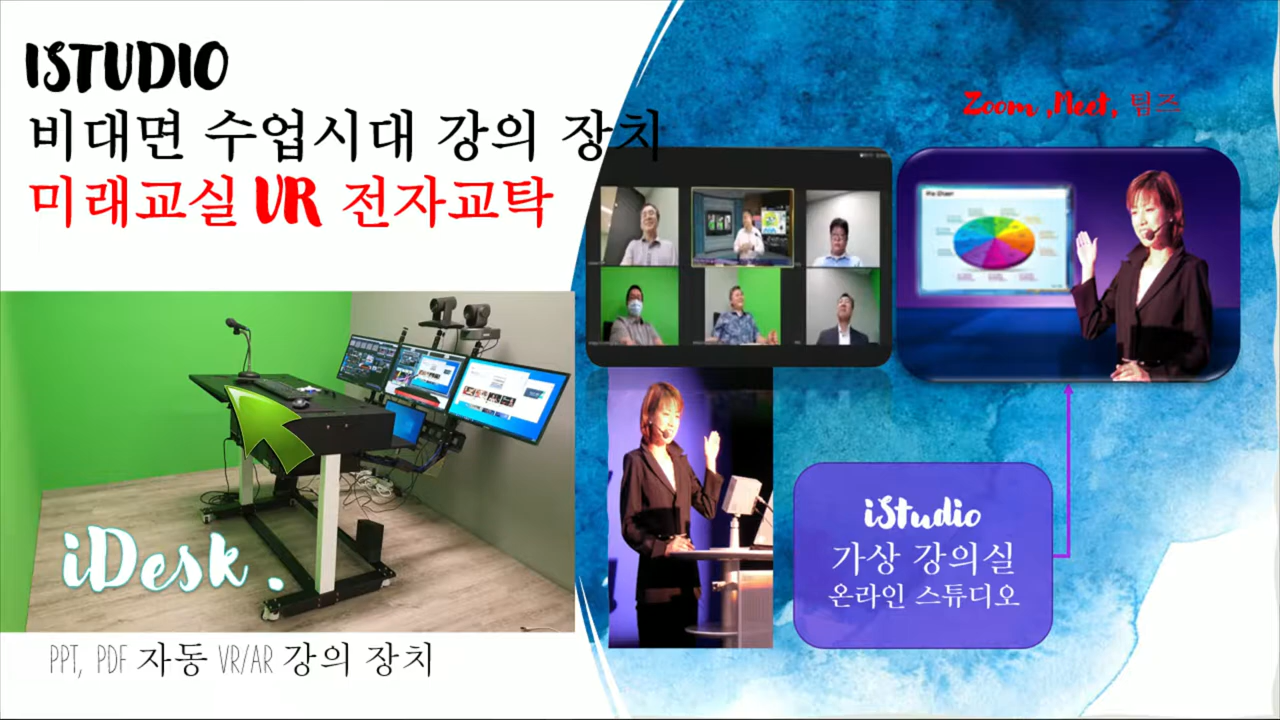 ISTUDIO
비대면 수업시대 강의 장치
미래교실 VR 전자교탁
Zoom ,Meet, 팀즈
iStudio
가상 강의실
온라인 스튜디오
iDesk .
PPT, PDF 자동 VR/AR 강의 장치